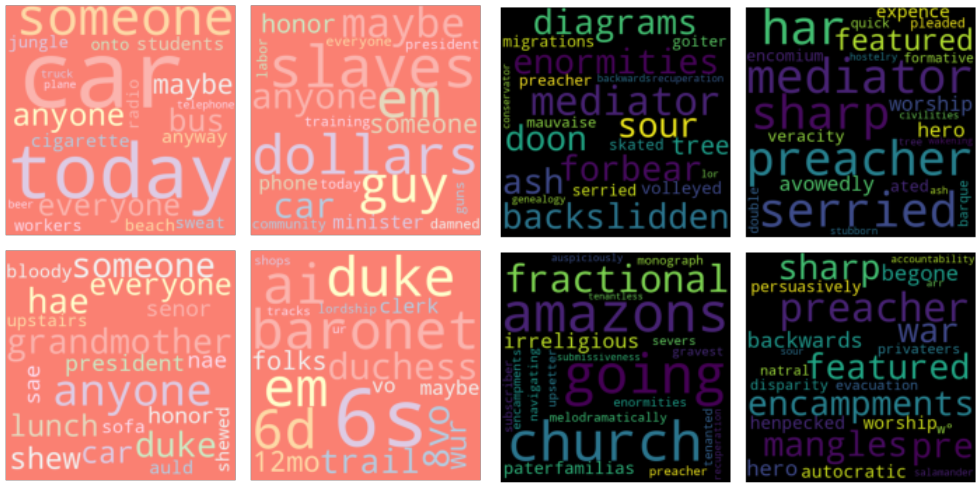 someone
jungle onto students
car
truck
plane
radio
maybe
telephone
anyone
bus
cigarette
anyway
today
beer
everyone
workers beach sweat
honor maybe
labor
everyone president
slaves
anyone em
training someone
dollars
phone today guy
guns
car
community minister damned
diagrams
migrations goiter
enormities
preacher backwards recuperation
conservator
mediator
mauvaise sour
doon skated tree
forbear lor
ash serried volleyed
genealogy
backslidden
har expence
quick pleaded
featured
encomium hostelry formative
mediator
sharp worship
civilities
veracity hero
tree wakening
preacher
avowedly ated ash
double
serried
barque
stubborn
bloody someone
hae everyone
senor
upstairs
grandmother
president nae
sae
anyone
honor
lunch sofa
shewed
shew car duke
auld
shops
ai duke
tracks lordship clerk
ur
baronet
folks duchess
em vo maybe
6d 6s 8vo
wur
12mo trail
auspiciously monograph
fractional
tenantless
amazons
irreligious severs
submissiveness gravest
subscriber
encampments
navigating
upsetter
going
enormities
melodramatically
church
tenanted
recuperation
paterfamilias preacher
sharp accountability
begone arr
persuasively
preacher
war
backwards privateers
sour
natral featured
disparity evacuation
encampments
henpecked worship wo
mangles pre
hero autocratic salamander